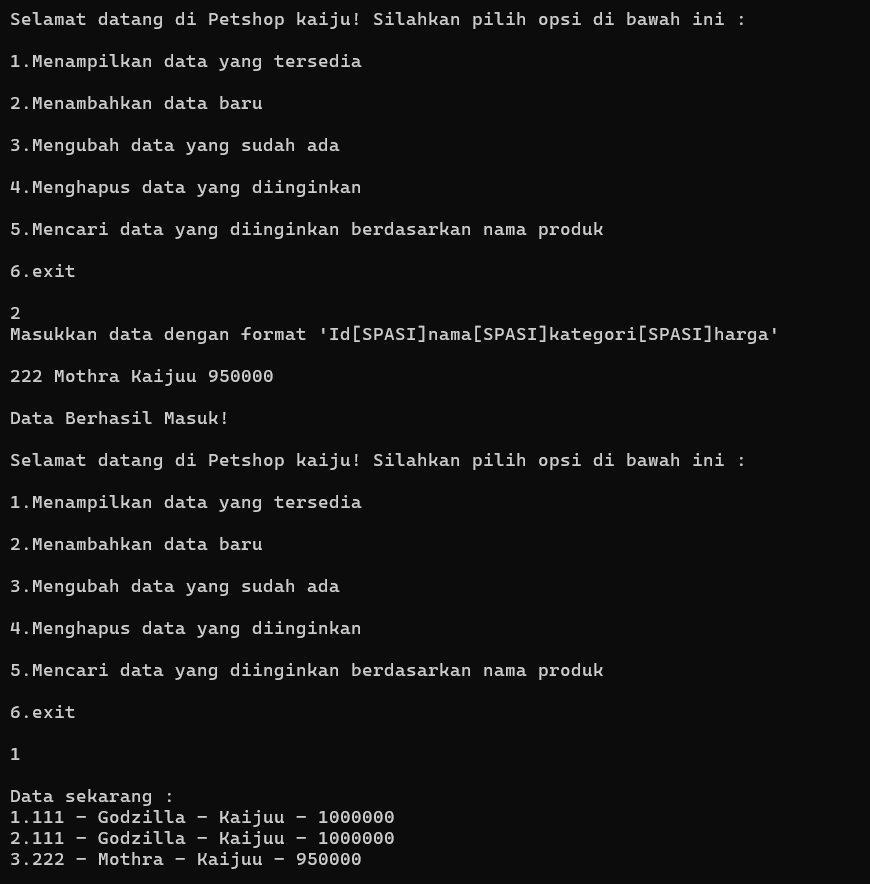 Selamat datang di Petshop kaiju! Silahkan pilih opsi di bawah ini :
1.Menampilkan data yang tersedia
2.Menambahkan data baru
3.Mengubah data yang sudah ada
4.Menghapus data yang diinginkan
5.Mencari data yang diinginkan berdasarkan nama produk
6.exit
2
Masukkan data dengan format 'Id[SPASI]nama[SPASI]kategori[SPASI]harga'
222 Mothra Kaijuu 950000
Data Berhasil Masuk!
Selamat datang di Petshop kaiju! Silahkan pilih opsi di bawah ini :
1.Menampilkan data yang tersedia
2.Menambahkan data baru
3.Mengubah data yang sudah ada
4.Menghapus data yang diinginkan
5.Mencari data yang diinginkan berdasarkan nama produk
6.exit
1
Data sekarang :
1.111 - Godzilla - Kaijuu - 1000000
2.111 - Godzilla - Kaijuu - 1000000
3.222 - Mothra - Kaijuu - 950000